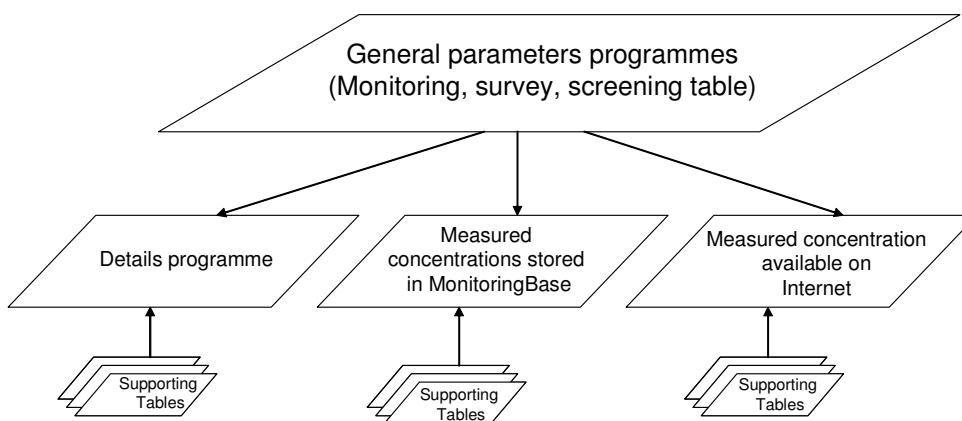 General parameters programmes
(Monitoring, survey, screening table)
Details programme
Measured
concentrations stored
in MonitoringBase
Measured concentration
available on
Internet
Supporting
Tables
Supporting
Tables
Supporting
Tables